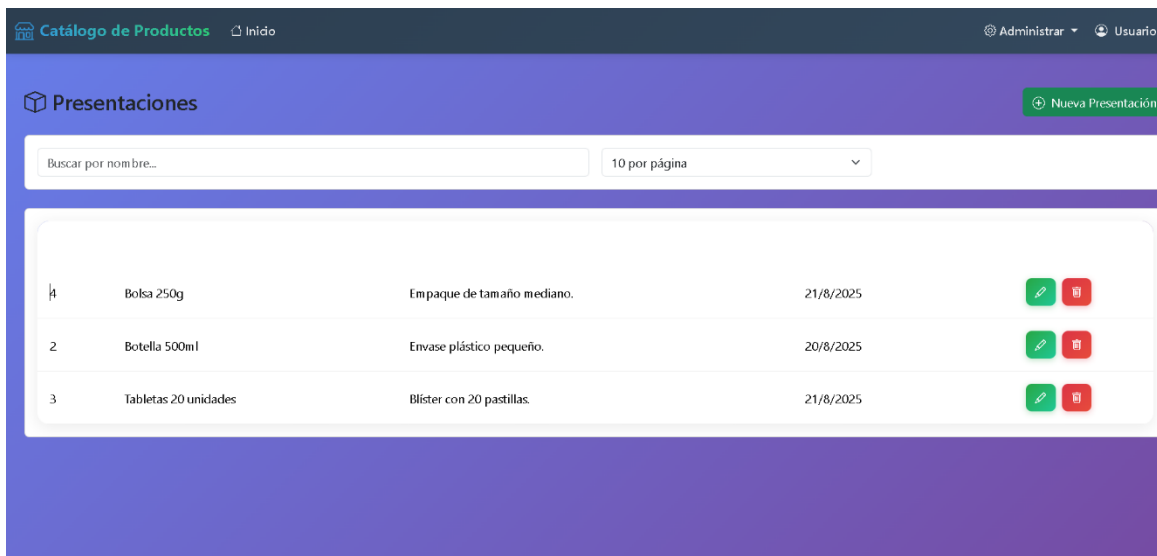 Catálogo de Productos Inicio Administrar Usuario
Presentaciones Nueva Presentación
Buscar por nombre... 10 por página
4 Bolsa 250g Empaque de tamaño mediano. 21/8/2025
2 Botella 500ml Envase plástico pequeño. 20/8/2025
3 Tabletas 20 unidades Blíster con 20 pastillas. 21/8/2025